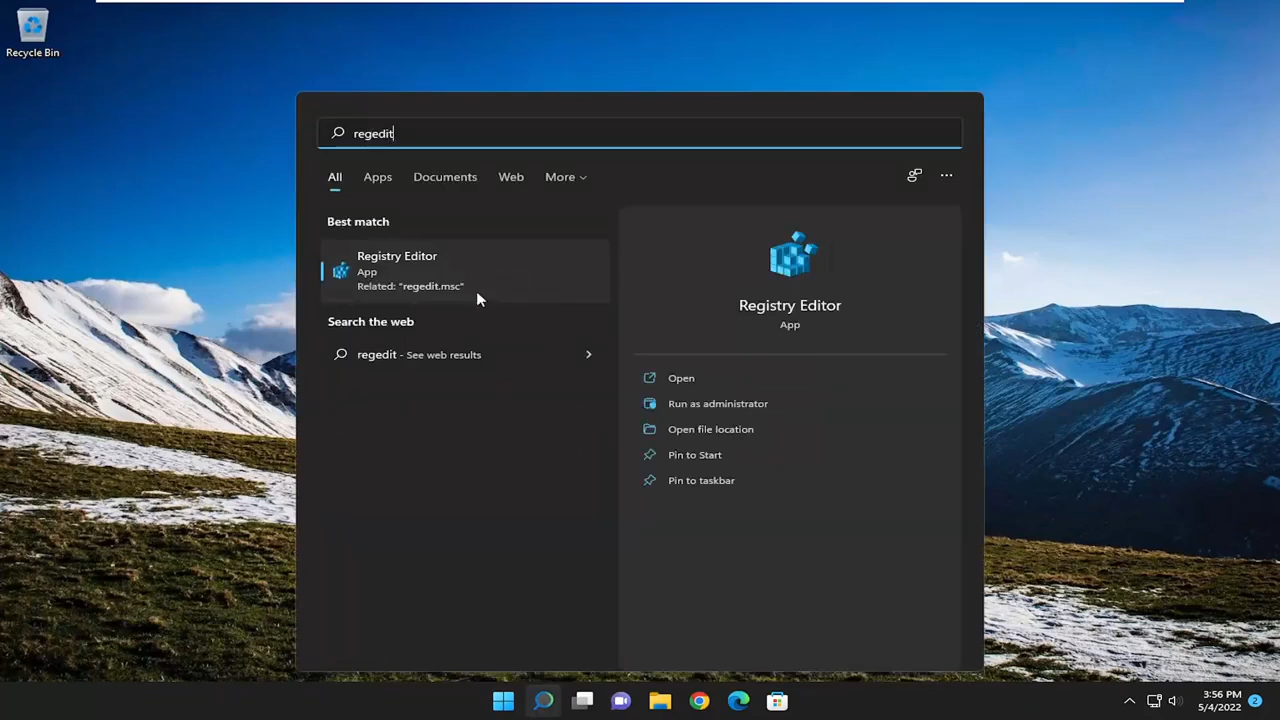 Recycle Bin
regedit
All Apps Documents Web More
Best match
Registry Editor
App
Related: "regedit.msc"
Search the web
regedit - See web results
Registry Editor
App
Open
Run as administrator
Open file location
Pin to Start
Pin to taskbar
3:56 PM
5/4/2022
2